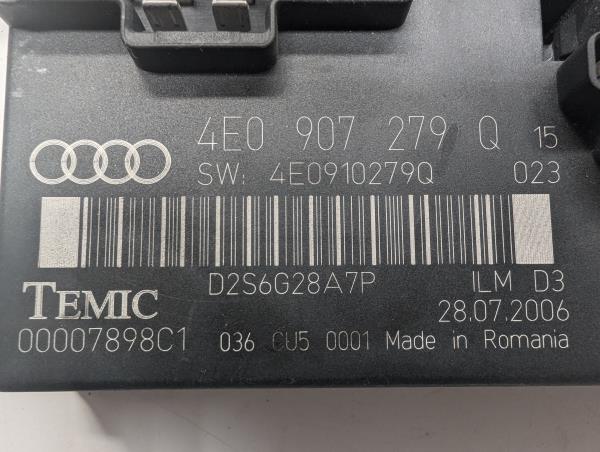 4E0 907 279 Q 15
SW: 4E0910279Q 023
D2S6G28A7P ILM D3
TEMIC 28.07.2006
00007898C1 036 CU5 0001 Made in Romania